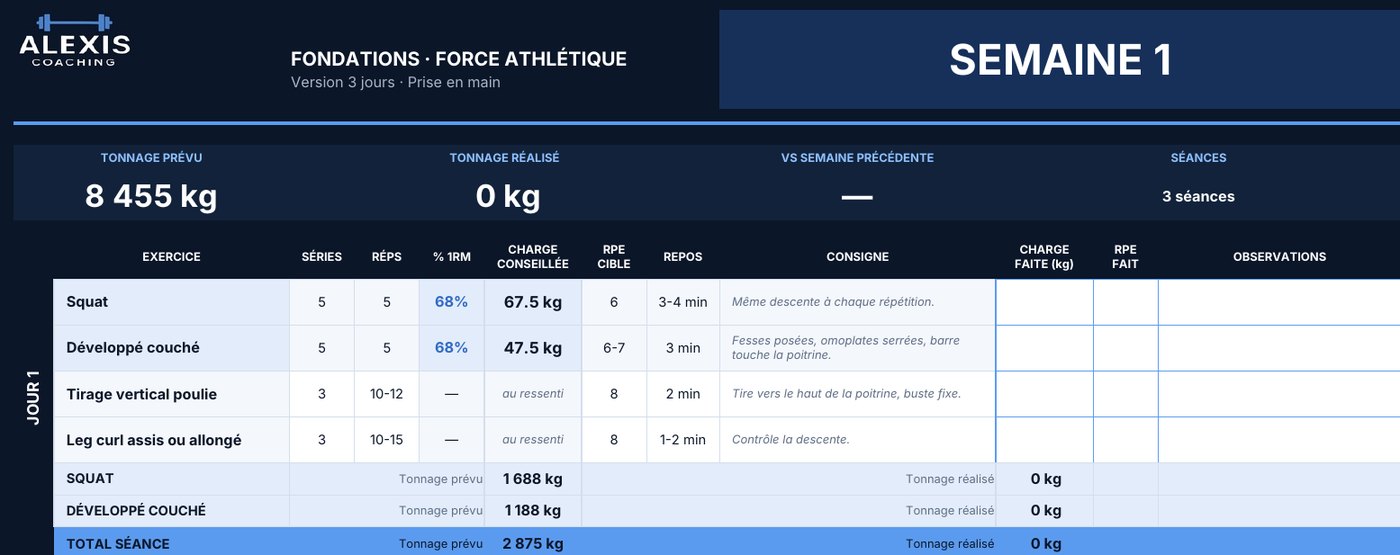 ALEXIS
COACHING
FONDATIONS · FORCE ATHLÉTIQUE
Version 3 jours · Prise en main
SEMAINE 1
TONNAGE PRÉVU TONNAGE RÉALISÉ VS SEMAINE PRÉCÉDENTE SÉANCES
8 455 kg 0 kg — 3 séances
EXERCICE SÉRIES RÉPS % 1RM CHARGE CONSEILLÉE RPE CIBLE REPOS CONSIGNE CHARGE FAITE (kg) RPE FAIT OBSERVATIONS
JOUR 1
Squat 5 5 68% 67.5 kg 6 3-4 min Même descente à chaque répétition.
Développé couché 5 5 68% 47.5 kg 6-7 3 min Fesses posées, omoplates serrées, barre
touche la poitrine.
Tirage vertical poulie 3 10-12 — au ressenti 8 2 min Tire vers le haut de la poitrine, buste fixe.
Leg curl assis ou allongé 3 10-15 — au ressenti 8 1-2 min Contrôle la descente.
SQUAT Tonnage prévu 1 688 kg Tonnage réalisé 0 kg
DÉVELOPPÉ COUCHÉ Tonnage prévu 1 188 kg Tonnage réalisé 0 kg
TOTAL SÉANCE Tonnage prévu 2 875 kg Tonnage réalisé 0 kg